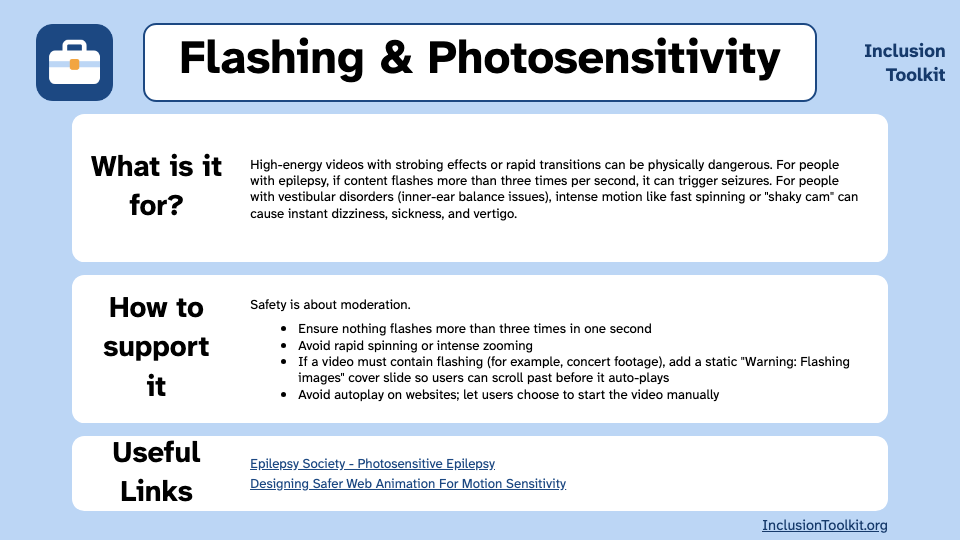 Flashing & Photosensitivity
Inclusion
Toolkit
What is it
for?
High-energy videos with strobing effects or rapid transitions can be physically dangerous. For people
with epilepsy, if content flashes more than three times per second, it can trigger seizures. For people
with vestibular disorders (inner-ear balance issues), intense motion like fast spinning or "shaky cam" can
cause instant dizziness, sickness, and vertigo.
How to
support
it
Safety is about moderation.
● Ensure nothing flashes more than three times in one second
● Avoid rapid spinning or intense zooming
● If a video must contain flashing (for example, concert footage), add a static "Warning: Flashing
images" cover slide so users can scroll past before it auto-plays
● Avoid autoplay on websites; let users choose to start the video manually
Useful
Links
Epilepsy Society - Photosensitive Epilepsy
Designing Safer Web Animation For Motion Sensitivity
InclusionToolkit.org